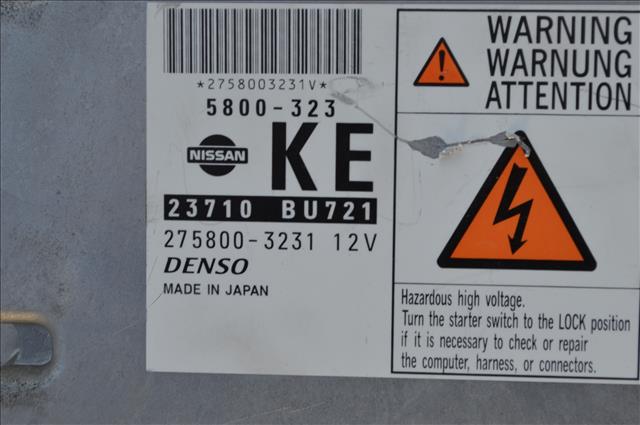 *2758003231V*
5800-323
NISSAN
KE
23710 BU721
275800-3231 12V
DENSO
MADE IN JAPAN
WARNING
WARNUNG
ATTENTION
Hazardous high voltage.
Turn the starter switch to the LOCK position
if it is necessary to check or repair
the computer, harness, or connectors.